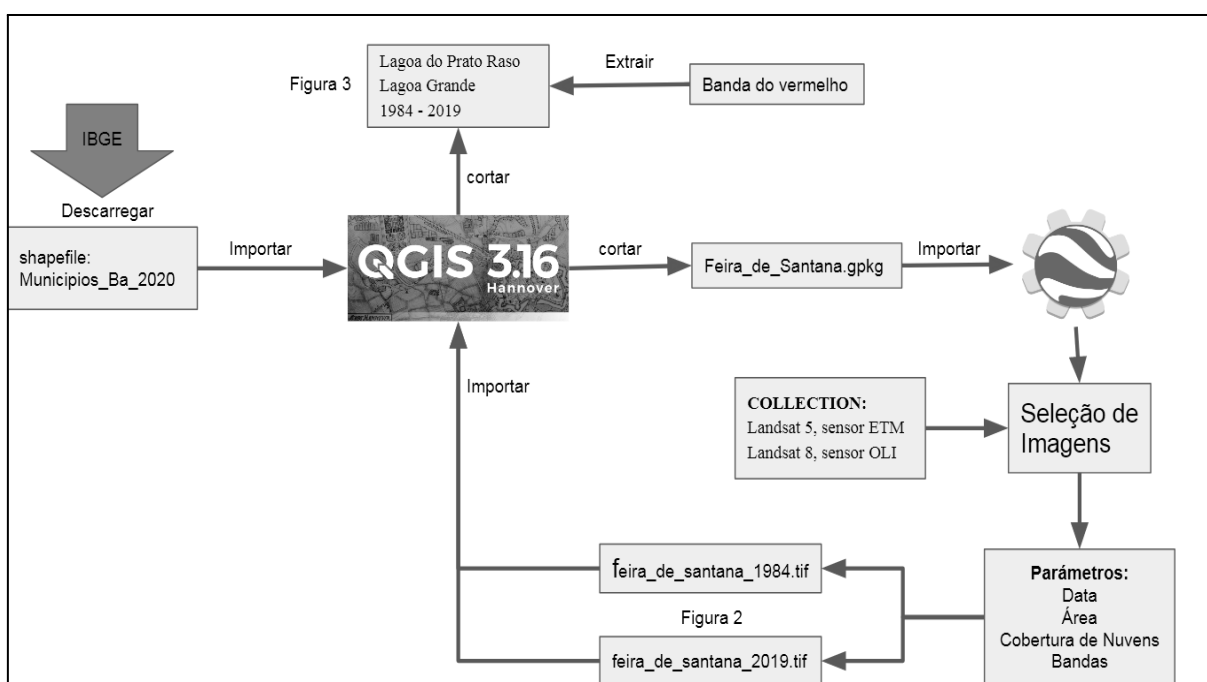 Figura 3
Lagoa do Prato Raso
Lagoa Grande
1984 - 2019
Extrair
Banda do vermelho
IBGE
Descarregar
cortar
shapefile:
Municipios_Ba_2020
Importar
QGIS 3.16
Hannover
cortar
Feira_de_Santana.gpkg
Importar
Importar
COLLECTION:
Landsat 5, sensor ETM
Landsat 8, sensor OLI
Seleção de
Imagens
feira_de_santana_1984.tif
Figura 2
feira_de_santana_2019.tif
Parámetros:
Data
Área
Cobertura de Nuvens
Bandas